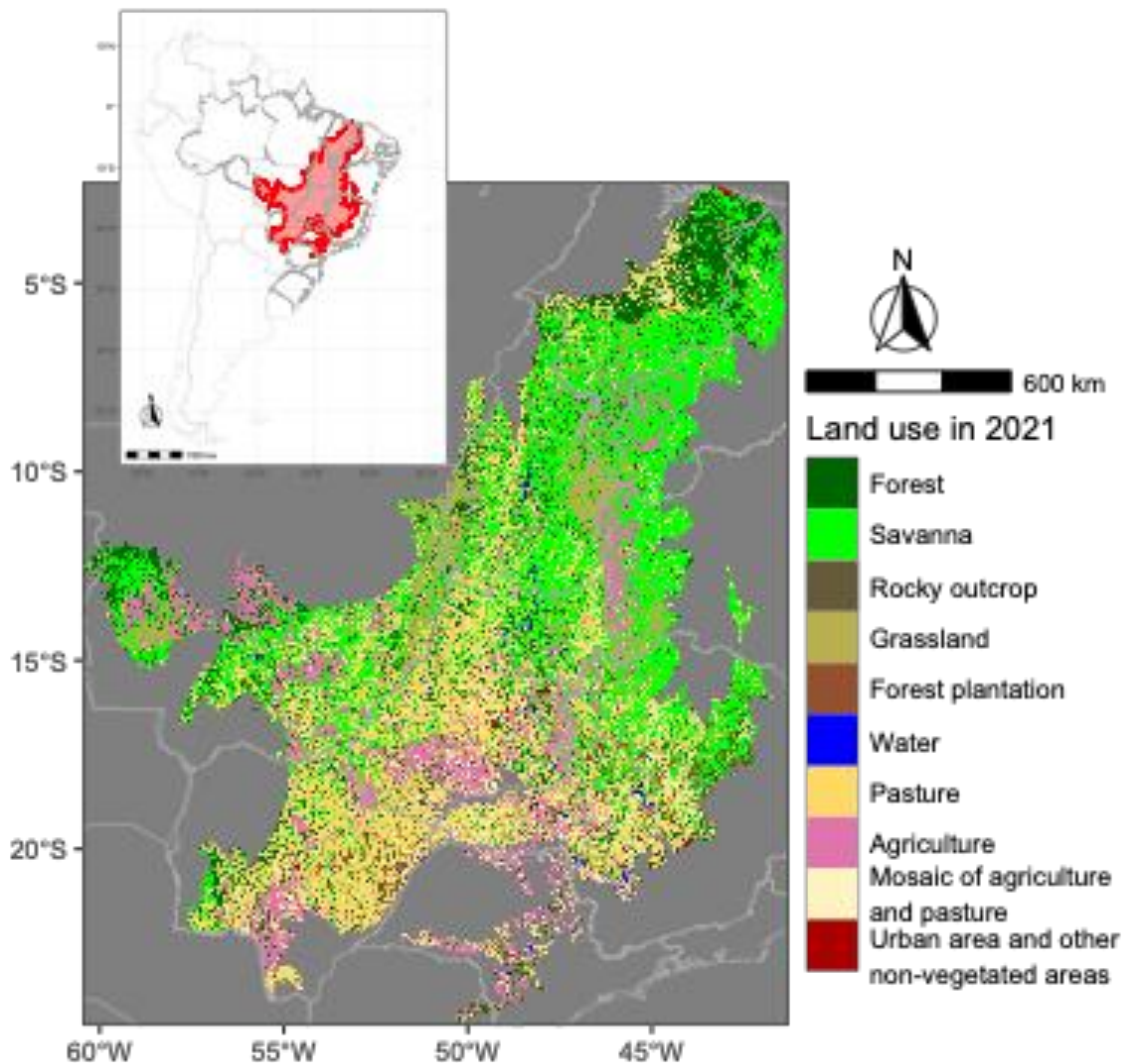 5°S
10°S
15°S
20°S
60°W
55°W
50°W
45°W
N
600 km
Land use in 2021
Forest
Savanna
Rocky outcrop
Grassland
Forest plantation
Water
Pasture
Agriculture
Mosaic of agriculture
and pasture
Urban area and other
non-vegetated areas